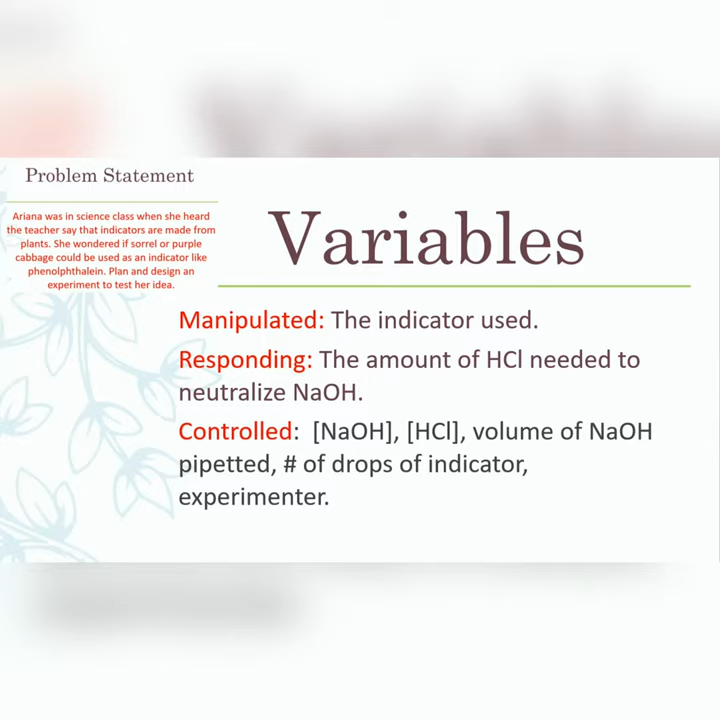 Problem Statement
Ariana was in science class when she heard
the teacher say that indicators are made from
plants. She wondered if sorrel or purple
cabbage could be used as an indicator like
phenolphthalein. Plan and design an
experiment to test her idea.
Variables
Manipulated: The indicator used.
Responding: The amount of HCl needed to
neutralize NaOH.
Controlled:  [NaOH], [HCl], volume of NaOH
pipetted, # of drops of indicator,
experimenter.